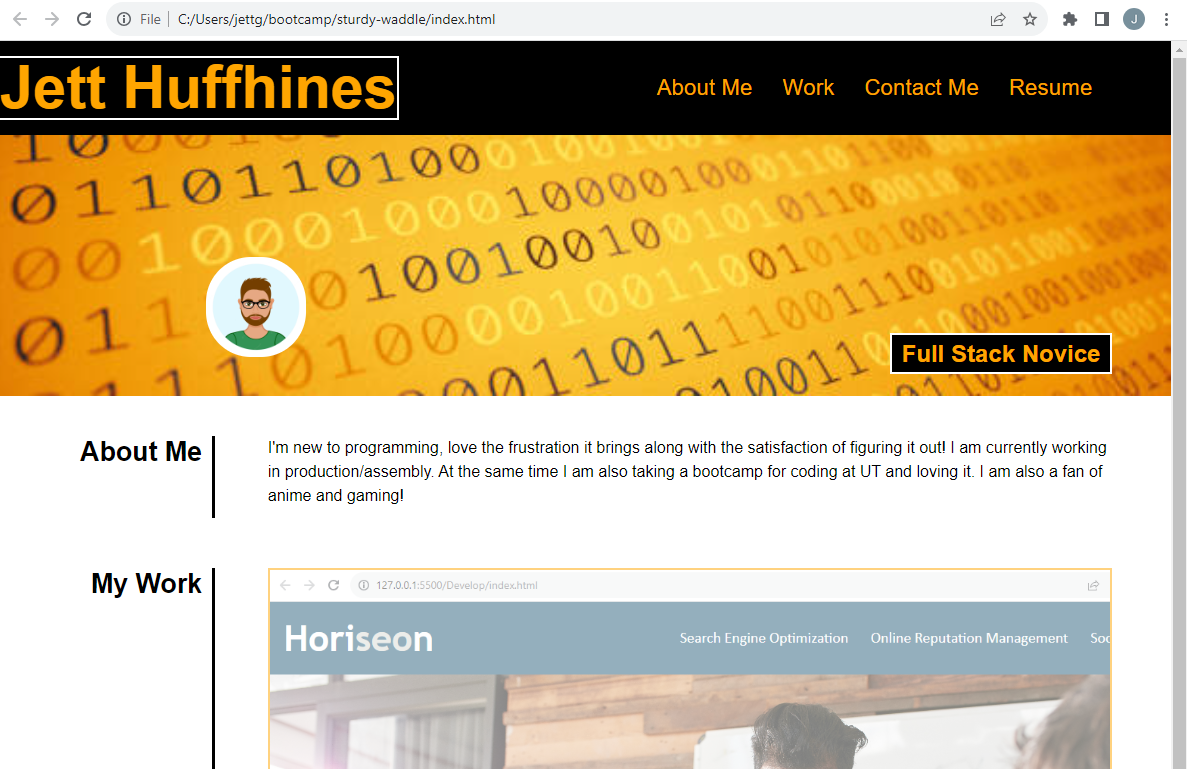 File C:/Users/jettg/bootcamp/sturdy-waddle/index.html
J
Jett Huffhines
About Me Work Contact Me Resume
Full Stack Novice
About Me
I'm new to programming, love the frustration it brings along with the satisfaction of figuring it out! I am currently working
in production/assembly. At the same time I am also taking a bootcamp for coding at UT and loving it. I am also a fan of
anime and gaming!
My Work
127.0.0.1:5500/Develop/index.html
Horiseon
Search Engine Optimization Online Reputation Management